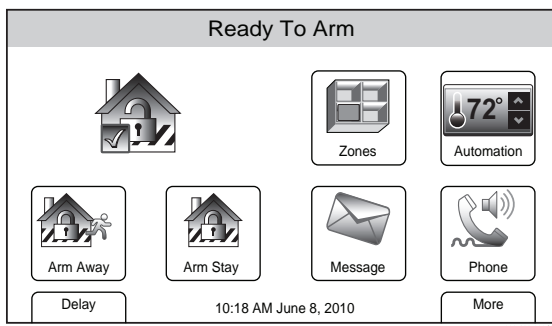 Ready To Arm
72°
Zones
Automation
Arm Away
Arm Stay
Message
Phone
Delay
10:18 AM June 8, 2010
More